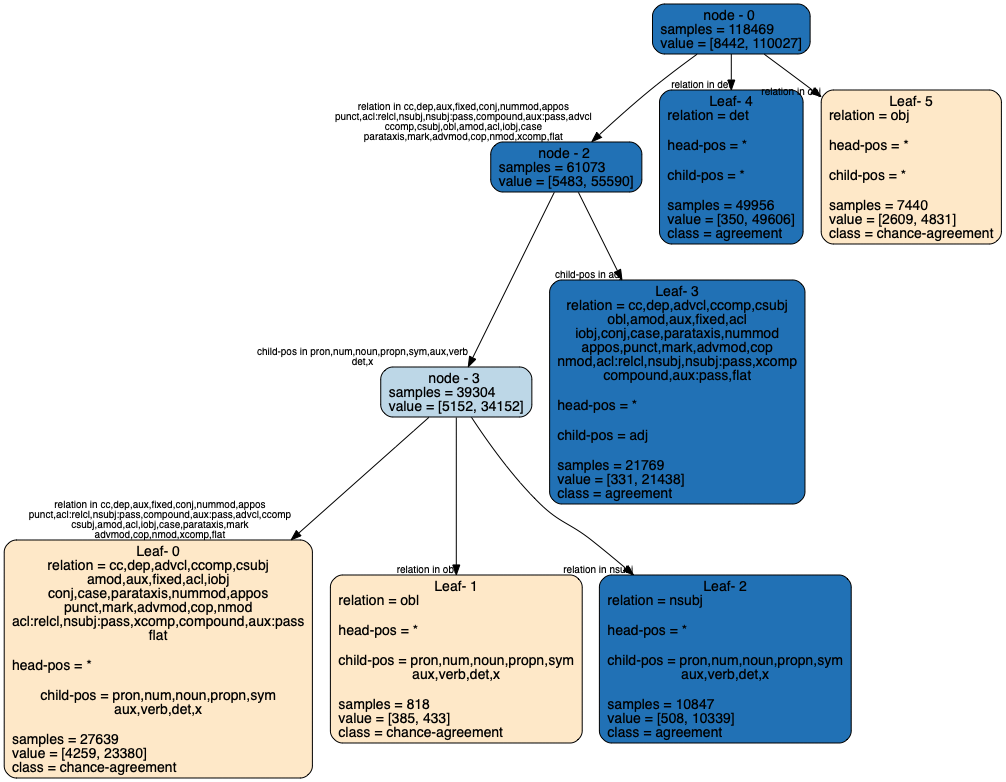 node - 0
samples = 118469
value = [8442, 110027]
relation in det
relation in obj
relation in cc,dep,aux,fixed,conj,nummod,appos
punct,acl:relcl,nsubj,nsubj:pass,compound,aux:pass,advcl
ccomp,csubj,obl,amod,acl,iobj,case
parataxis,mark,advmod,cop,nmod,xcomp,flat
Leaf- 4
relation = det
head-pos = *
child-pos = *
samples = 49956
value = [350, 49606]
class = agreement
Leaf- 5
relation = obj
head-pos = *
child-pos = *
samples = 7440
value = [2609, 4831]
class = chance-agreement
node - 2
samples = 61073
value = [5483, 55590]
child-pos in adj
Leaf- 3
relation = cc,dep,advcl,ccomp,csubj
obl,amod,aux,fixed,acl
iobj,conj,case,parataxis,nummod
appos,punct,mark,advmod,cop
nmod,acl:relcl,nsubj,nsubj:pass,xcomp
compound,aux:pass,flat
head-pos = *
child-pos = adj
samples = 21769
value = [331, 21438]
class = agreement
child-pos in pron,num,noun,propn,sym,aux,verb
det,x
node - 3
samples = 39304
value = [5152, 34152]
relation in cc,dep,aux,fixed,conj,nummod,appos
punct,acl:relcl,nsubj:pass,compound,aux:pass,advcl,ccomp
csubj,amod,acl,iobj,case,parataxis,mark
advmod,cop,nmod,xcomp,flat
Leaf- 0
relation = cc,dep,advcl,ccomp,csubj
amod,aux,fixed,acl,iobj
conj,case,parataxis,nummod,appos
punct,mark,advmod,cop,nmod
acl:relcl,nsubj:pass,xcomp,compound,aux:pass
flat
head-pos = *
child-pos = pron,num,noun,propn,sym
aux,verb,det,x
samples = 27639
value = [4259, 23380]
class = chance-agreement
relation in obl
Leaf- 1
relation = obl
head-pos = *
child-pos = pron,num,noun,propn,sym
aux,verb,det,x
samples = 818
value = [385, 433]
class = chance-agreement
relation in nsubj
Leaf- 2
relation = nsubj
head-pos = *
child-pos = pron,num,noun,propn,sym
aux,verb,det,x
samples = 10847
value = [508, 10339]
class = agreement